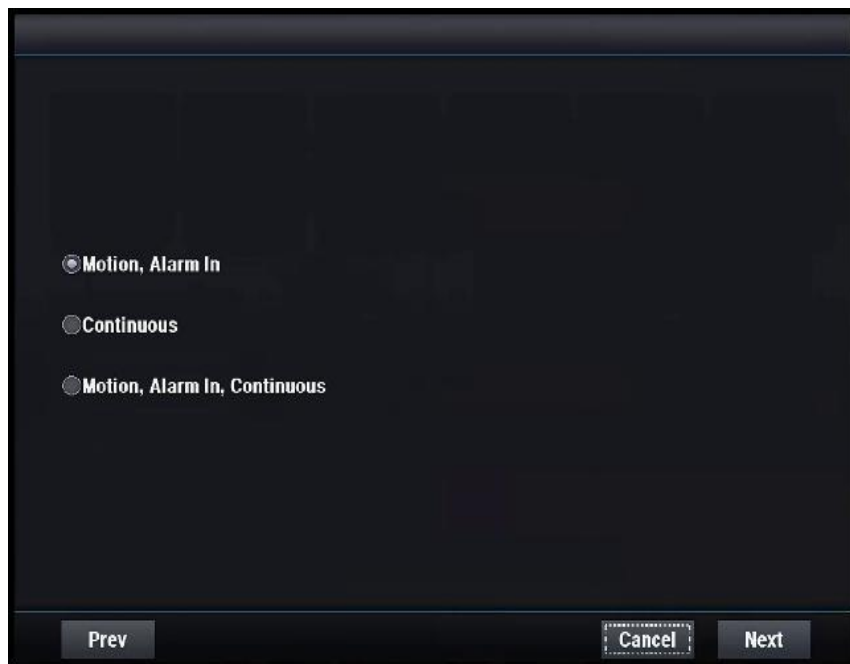 Motion, Alarm In
Continuous
Motion, Alarm In, Continuous
Prev Cancel Next